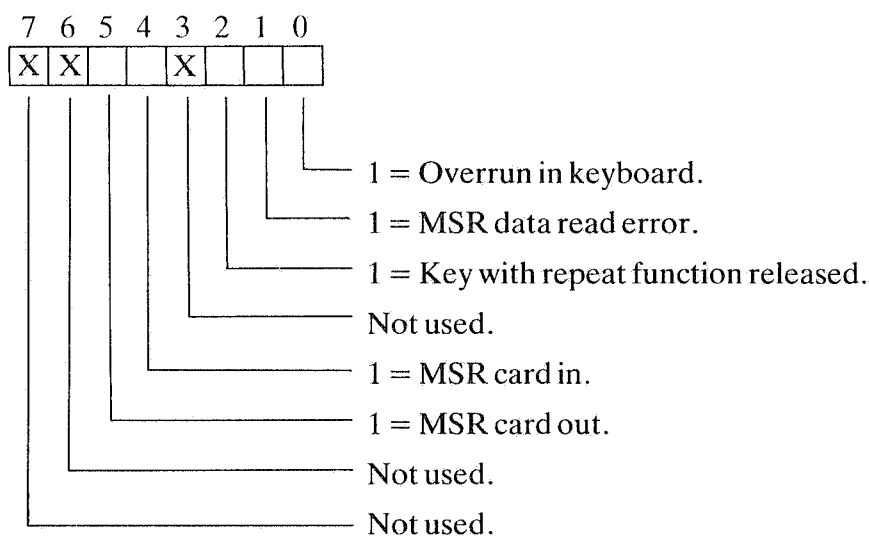 7 6 5 4 3 2 1 0
X X X
1 = Overrun in keyboard.
1 = MSR data read error.
1 = Key with repeat function released.
Not used.
1 = MSR card in.
1 = MSR card out.
Not used.
Not used.